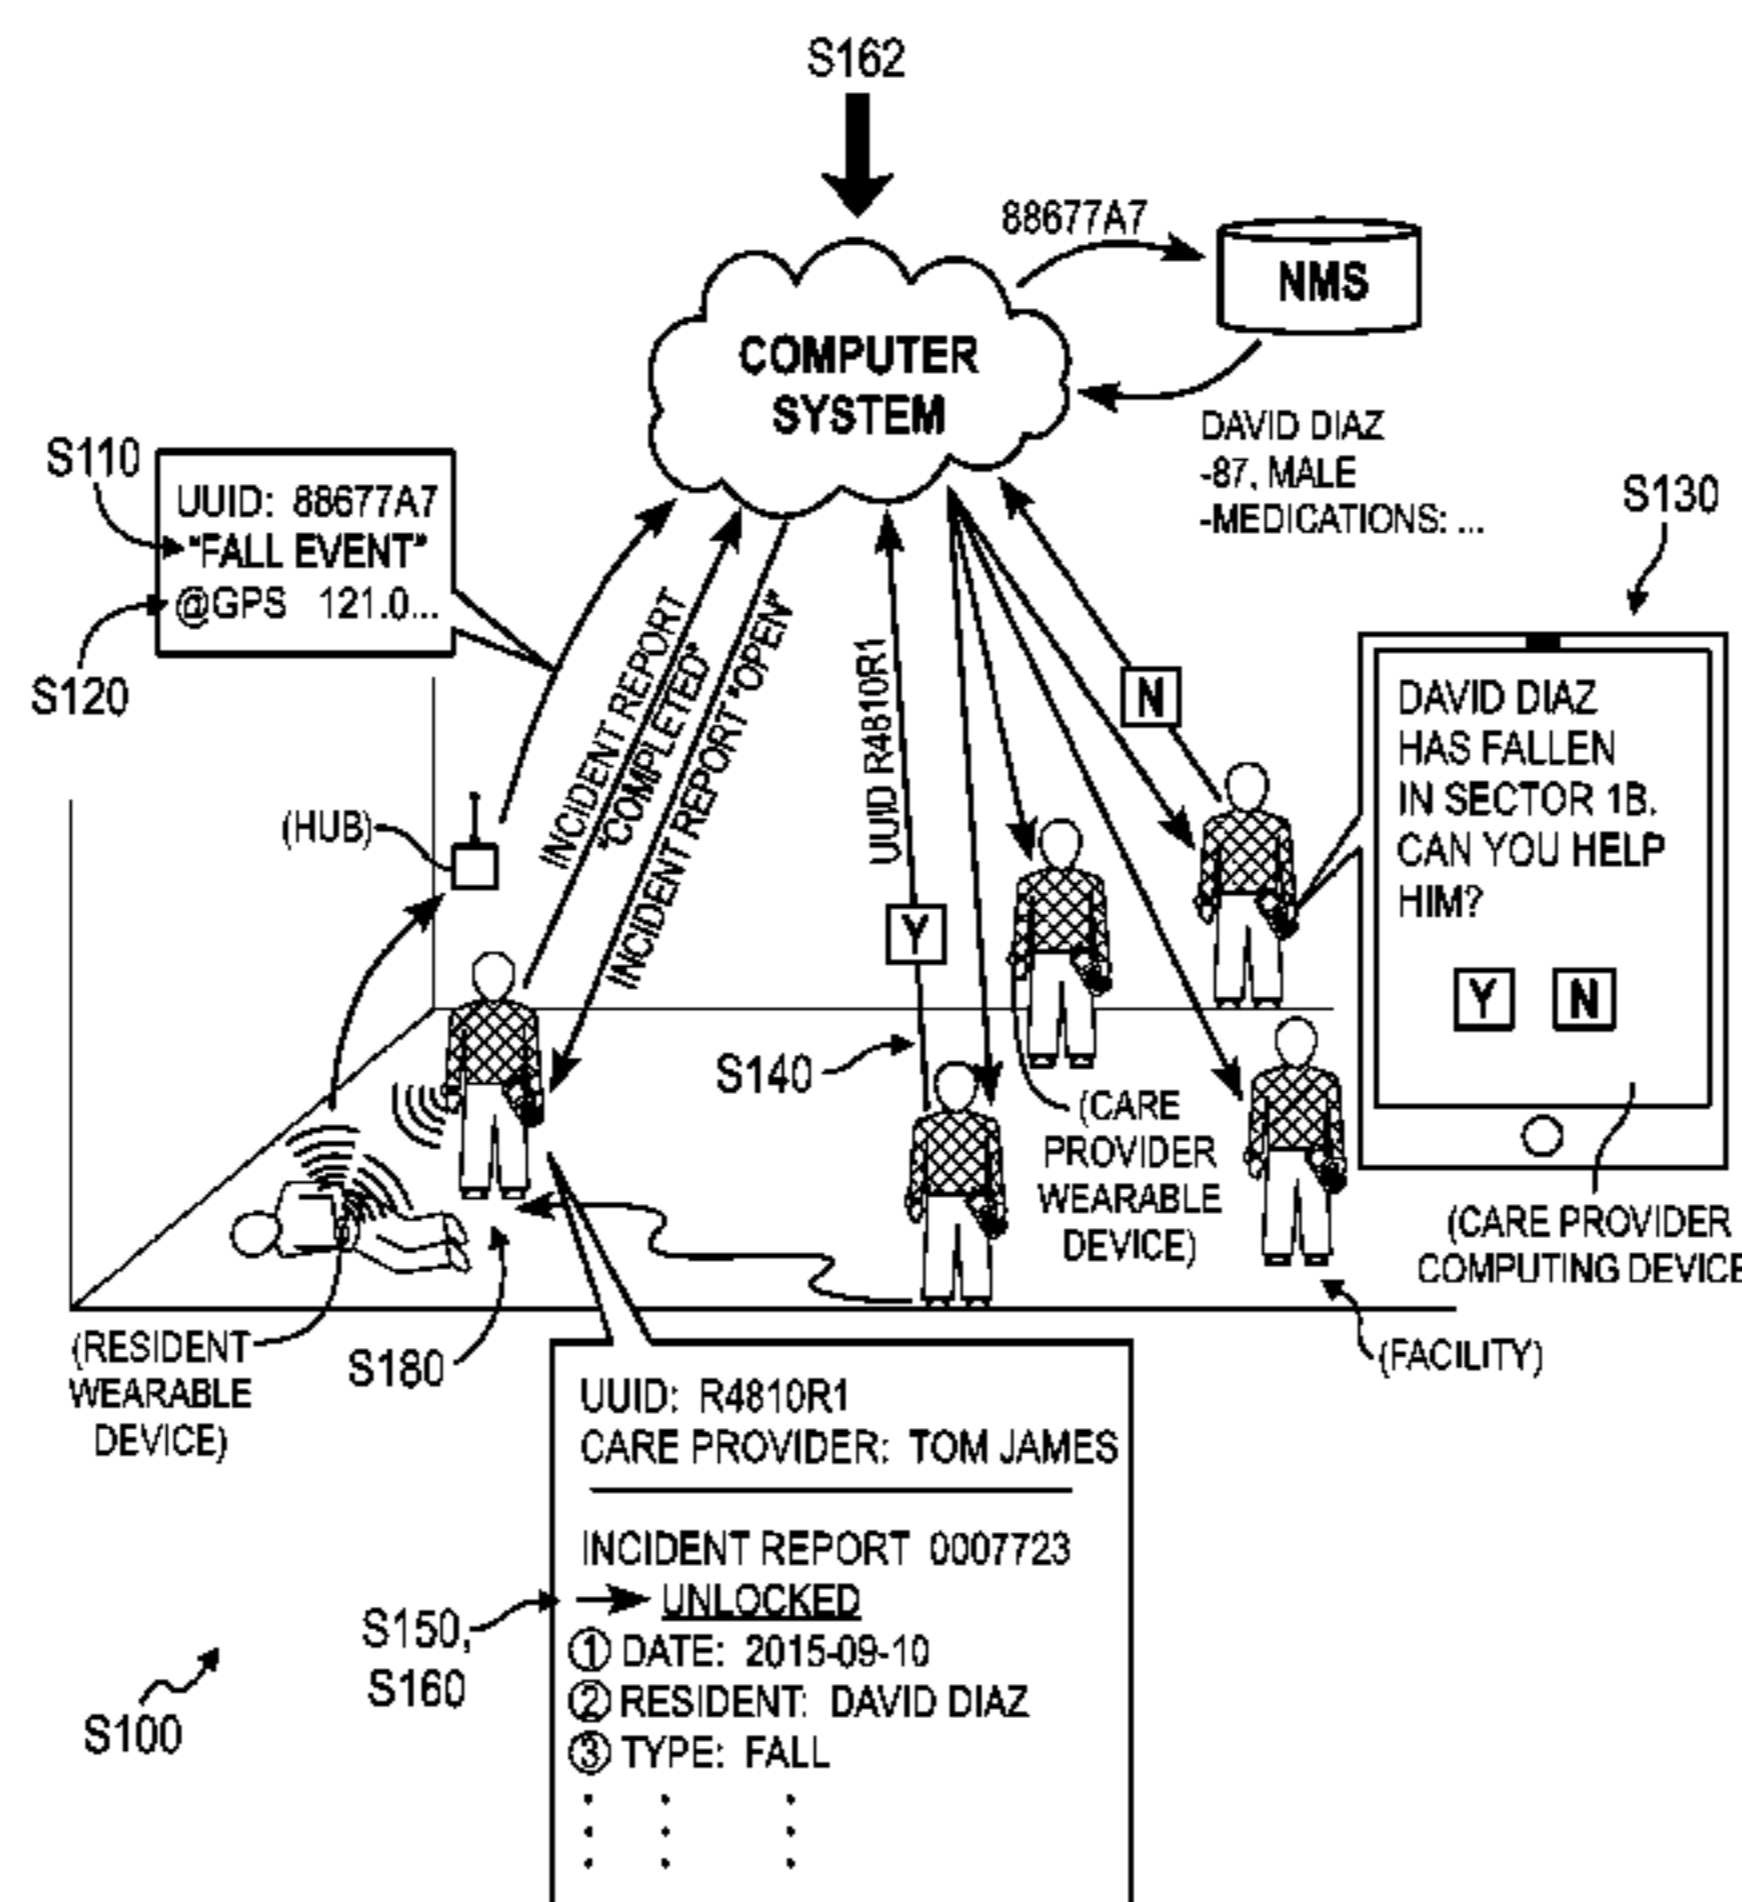 S162
88677A7
NMS
COMPUTER
SYSTEM
DAVID DIAZ
-87, MALE
-MEDICATIONS: ...
S110
UUID: 88677A7
"FALL EVENT"
@GPS 121.0...
S120
S130
DAVID DIAZ
HAS FALLEN
IN SECTOR 1B.
CAN YOU HELP
HIM?
Y N
(HUB)
INCIDENT REPORT
"COMPLETED"
INCIDENT REPORT "OPEN"
UUID R4810R1
Y
N
S140
(CARE
PROVIDER
WEARABLE
DEVICE)
(CARE PROVIDER
COMPUTING DEVICE
(FACILITY)
(RESIDENT
WEARABLE
DEVICE)
S180
UUID: R4810R1
CARE PROVIDER: TOM JAMES
INCIDENT REPORT 0007723
UNLOCKED
S150,
S160
① DATE: 2015-09-10
② RESIDENT: DAVID DIAZ
③ TYPE: FALL
S100